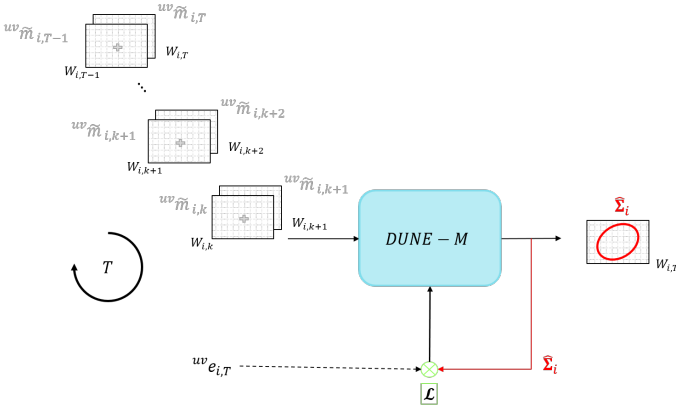 uv m̃ i,T
uv m̃ i,T−1
W i,T
W i,T−1
⋱
uv m̃ i,k+2
uv m̃ i,k+1
W i,k+2
W i,k+1
uv m̃ i,k+1
uv m̃ i,k
W i,k+1
W i,k
Σ̂ i
DUNE − M
T
W i,T
uv e i,T
Σ̂ i
ℒ